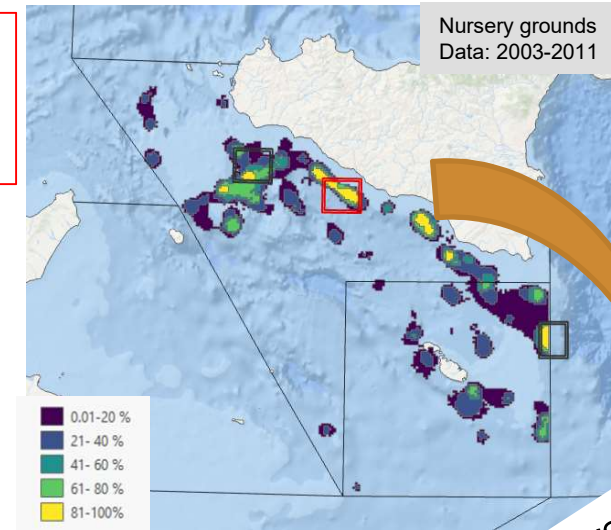 Nursery grounds
Data: 2003-2011
0.01-20 %
21- 40 %
41- 60 %
61- 80 %
81-100%